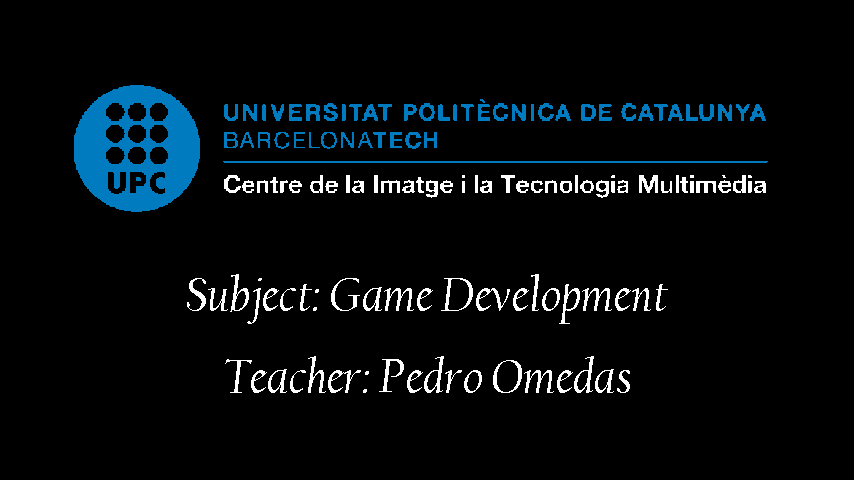 UPC
UNIVERSITAT POLITÈCNICA DE CATALUNYA
BARCELONATECH
Centre de la Imatge i la Tecnologia Multimèdia
Subject: Game Development
Teacher: Pedro Omedas